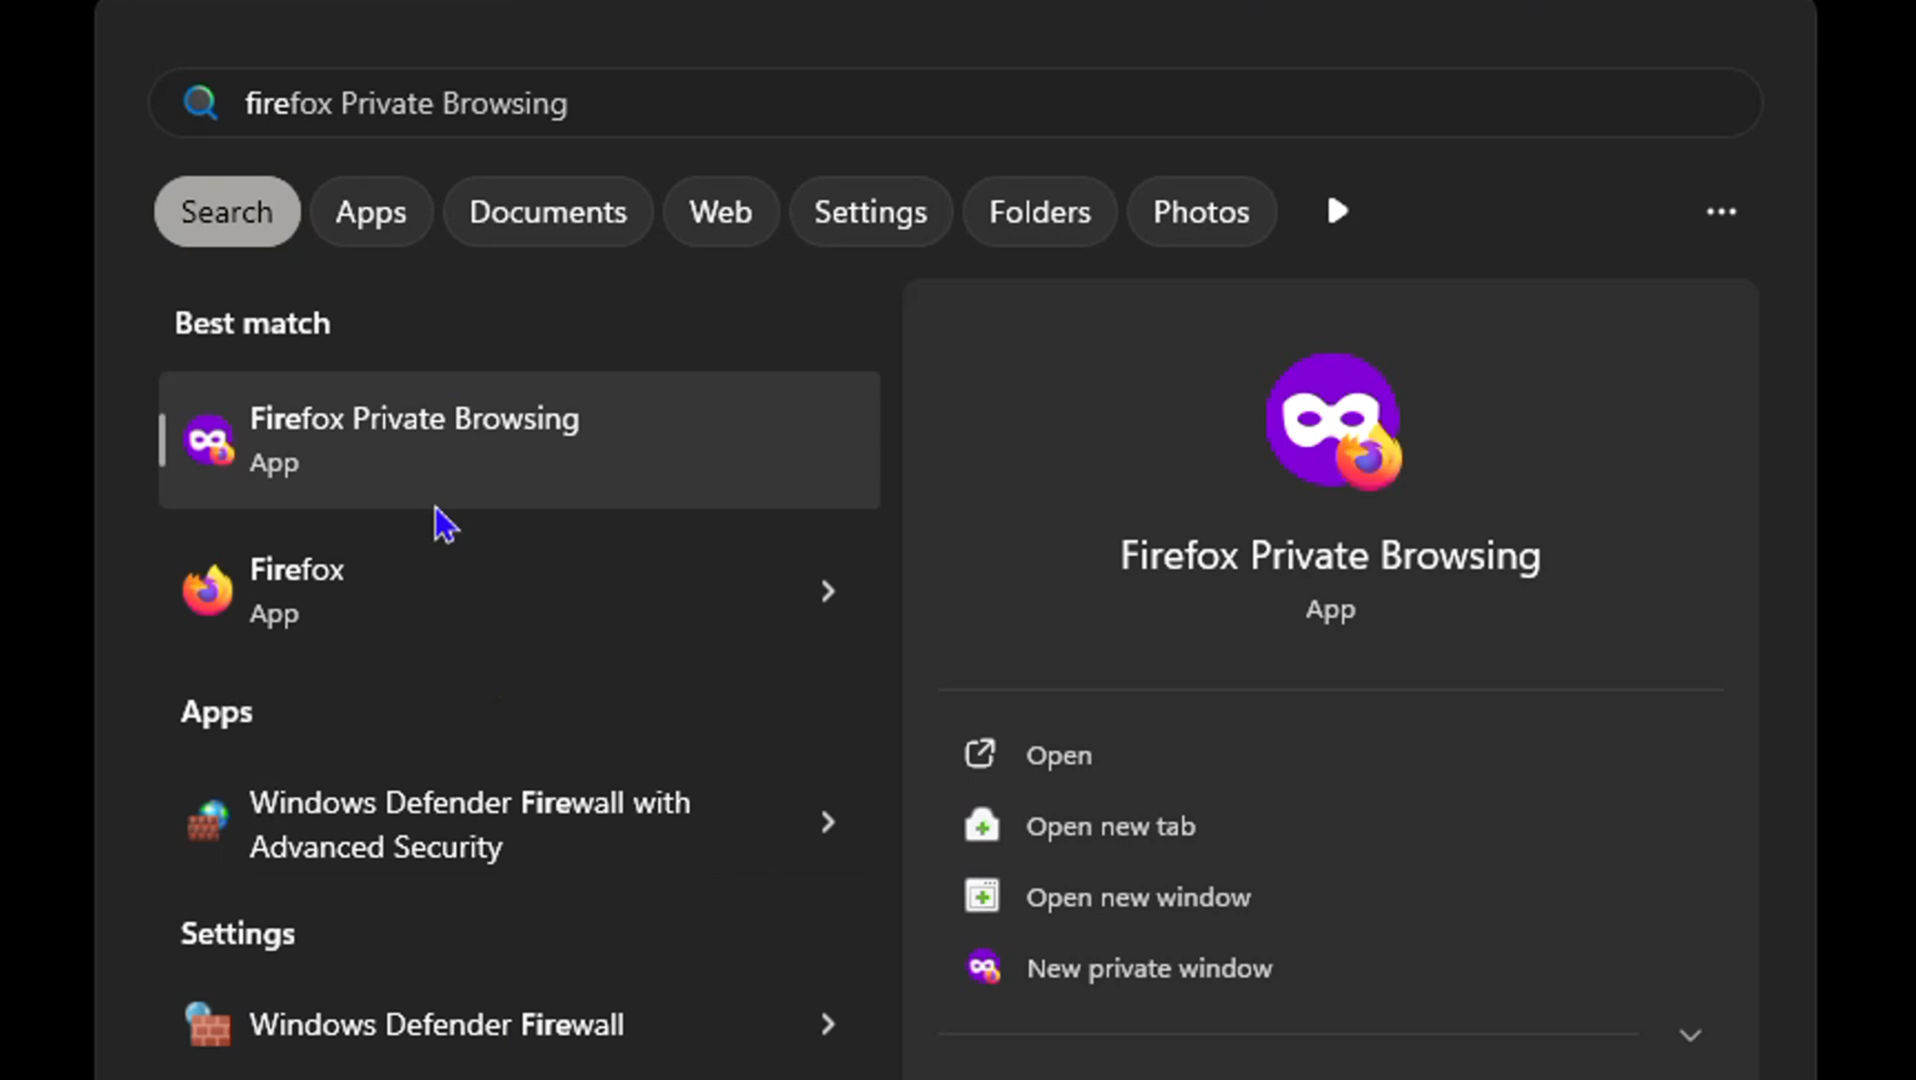 firefox Private Browsing
Search
Apps
Documents
Web
Settings
Folders
Photos
Best match
Firefox Private Browsing
App
Firefox
App
Apps
Windows Defender Firewall with
Advanced Security
Settings
Windows Defender Firewall
Firefox Private Browsing
App
Open
Open new tab
Open new window
New private window